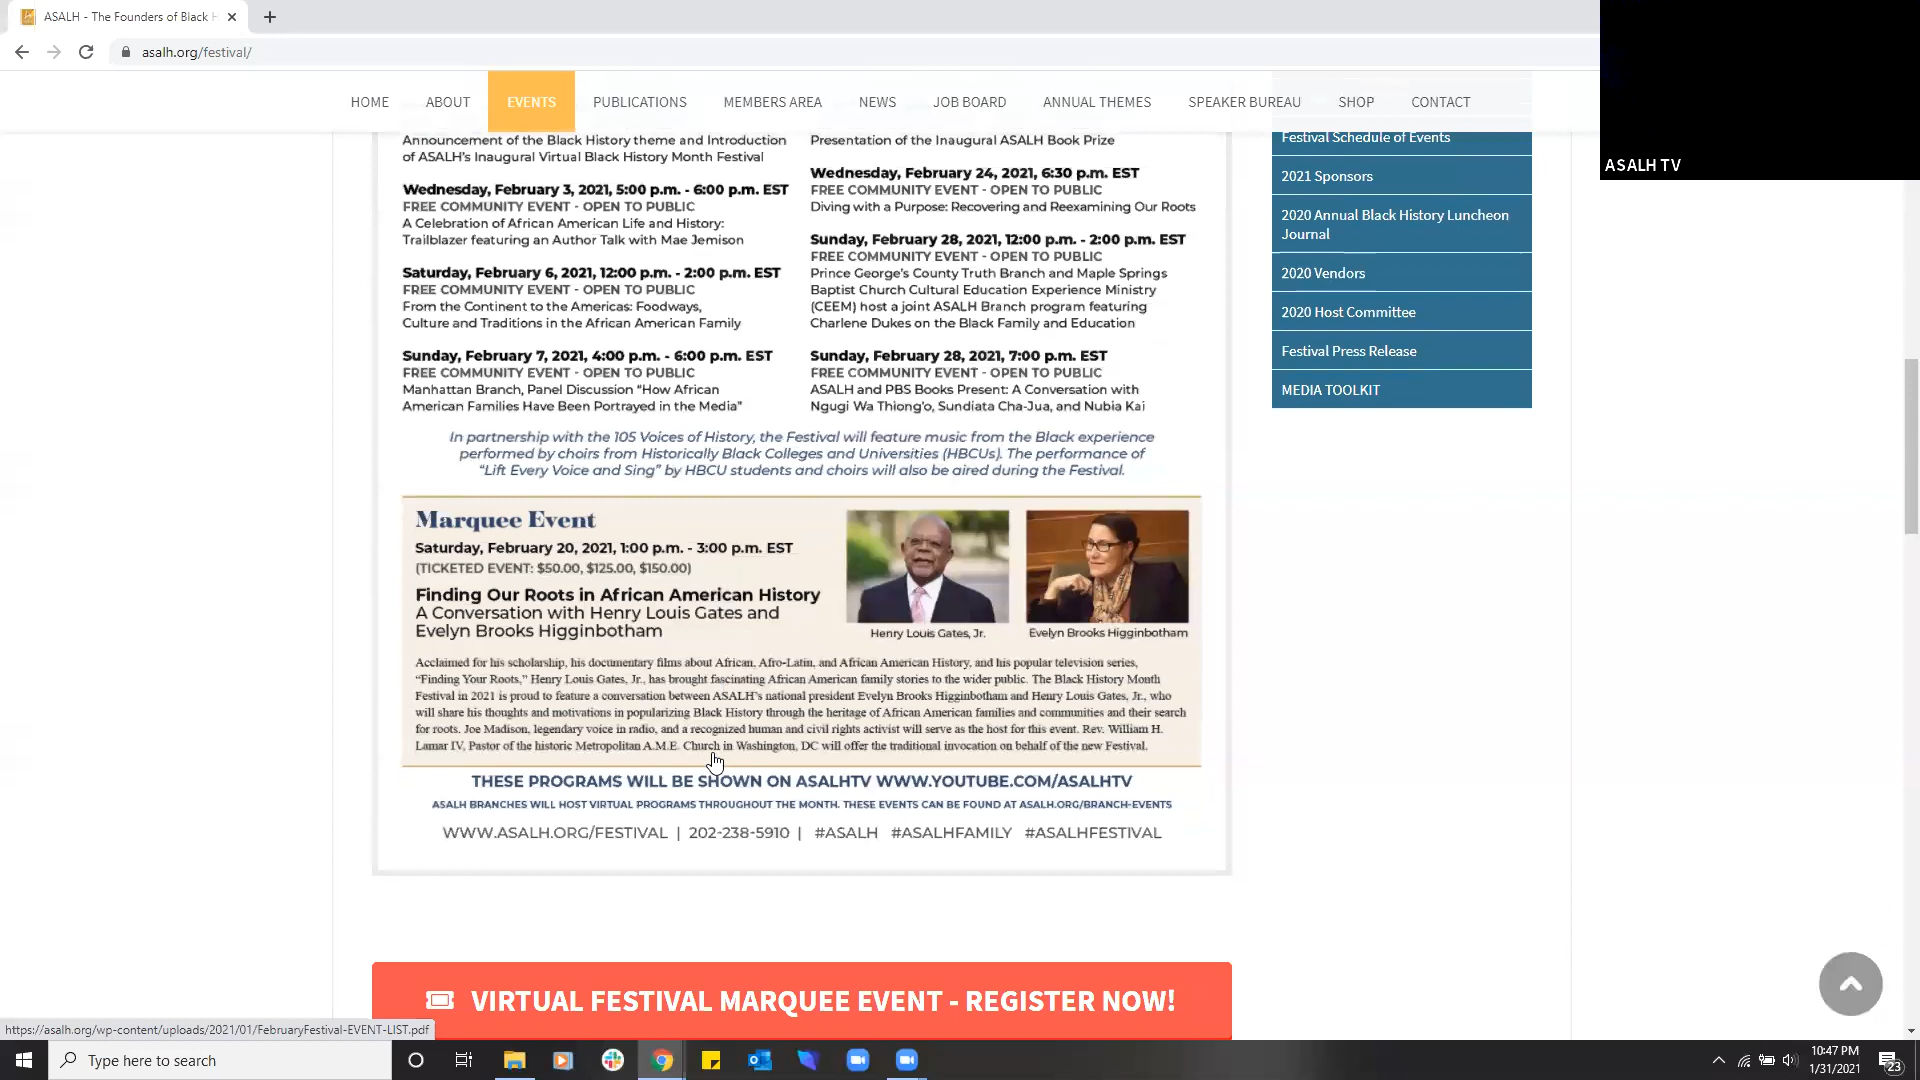 ASALH - The Founders of Black H
asalh.org/festival/
HOME ABOUT EVENTS PUBLICATIONS MEMBERS AREA NEWS JOB BOARD ANNUAL THEMES SPEAKER BUREAU SHOP CONTACT
ASALH TV
Announcement of the Black History theme and Introduction
of ASALH's Inaugural Virtual Black History Month Festival
Wednesday, February 3, 2021, 5:00 p.m. - 6:00 p.m. EST
FREE COMMUNITY EVENT - OPEN TO PUBLIC
A Celebration of African American Life and History:
Trailblazer featuring an Author Talk with Mae Jemison
Saturday, February 6, 2021, 12:00 p.m. - 2:00 p.m. EST
FREE COMMUNITY EVENT - OPEN TO PUBLIC
From the Continent to the Americas: Foodways,
Culture and Traditions in the African American Family
Sunday, February 7, 2021, 4:00 p.m. - 6:00 p.m. EST
FREE COMMUNITY EVENT - OPEN TO PUBLIC
Manhattan Branch, Panel Discussion "How African
American Families Have Been Portrayed in the Media"
Presentation of the Inaugural ASALH Book Prize
Wednesday, February 24, 2021, 6:30 p.m. EST
FREE COMMUNITY EVENT - OPEN TO PUBLIC
Diving with a Purpose: Recovering and Reexamining Our Roots
Sunday, February 28, 2021, 12:00 p.m. - 2:00 p.m. EST
FREE COMMUNITY EVENT - OPEN TO PUBLIC
Prince George's County Truth Branch and Maple Springs
Baptist Church Cultural Education Experience Ministry
(CEEM) host a joint ASALH Branch program featuring
Charlene Dukes on the Black Family and Education
Sunday, February 28, 2021, 7:00 p.m. EST
FREE COMMUNITY EVENT - OPEN TO PUBLIC
ASALH and PBS Books Present: A Conversation with
Ngugi Wa Thiong'o, Sundiata Cha-Jua, and Nubia Kai
In partnership with the 105 Voices of History, the Festival will feature music from the Black experience
performed by choirs from Historically Black Colleges and Universities (HBCUs). The performance of
"Lift Every Voice and Sing" by HBCU students and choirs will also be aired during the Festival.
Marquee Event
Saturday, February 20, 2021, 1:00 p.m. - 3:00 p.m. EST
(TICKETED EVENT: $50.00, $125.00, $150.00)
Finding Our Roots in African American History
A Conversation with Henry Louis Gates and
Evelyn Brooks Higginbotham
Henry Louis Gates, Jr.
Evelyn Brooks Higginbotham
Acclaimed for his scholarship, his documentary films about African, Afro-Latin, and African American History, and his popular television series,
"Finding Your Roots," Henry Louis Gates, Jr., has brought fascinating African American family stories to the wider public. The Black History Month
Festival in 2021 is proud to feature a conversation between ASALH's national president Evelyn Brooks Higginbotham and Henry Louis Gates, Jr., who
will share his thoughts and motivations in popularizing Black History through the heritage of African American families and communities and their search
for roots. Joe Madison, legendary voice in radio, and a recognized human and civil rights activist will serve as the host for this event. Rev. William H.
Lamar IV, Pastor of the historic Metropolitan A.M.E. Church in Washington, DC will offer the traditional invocation on behalf of the new Festival.
THESE PROGRAMS WILL BE SHOWN ON ASALHTV WWW.YOUTUBE.COM/ASALHTV
ASALH BRANCHES WILL HOST VIRTUAL PROGRAMS THROUGHOUT THE MONTH. THESE EVENTS CAN BE FOUND AT ASALH.ORG/BRANCH-EVENTS
WWW.ASALH.ORG/FESTIVAL | 202-238-5910 | #ASALH #ASALHFAMILY #ASALHFESTIVAL
Festival Schedule of Events
2021 Sponsors
2020 Annual Black History Luncheon
Journal
2020 Vendors
2020 Host Committee
Festival Press Release
MEDIA TOOLKIT
VIRTUAL FESTIVAL MARQUEE EVENT - REGISTER NOW!
https://asalh.org/wp-content/uploads/2021/01/FebruaryFestival-EVENT-LIST.pdf
Type here to search
10:47 PM
1/31/2021
23